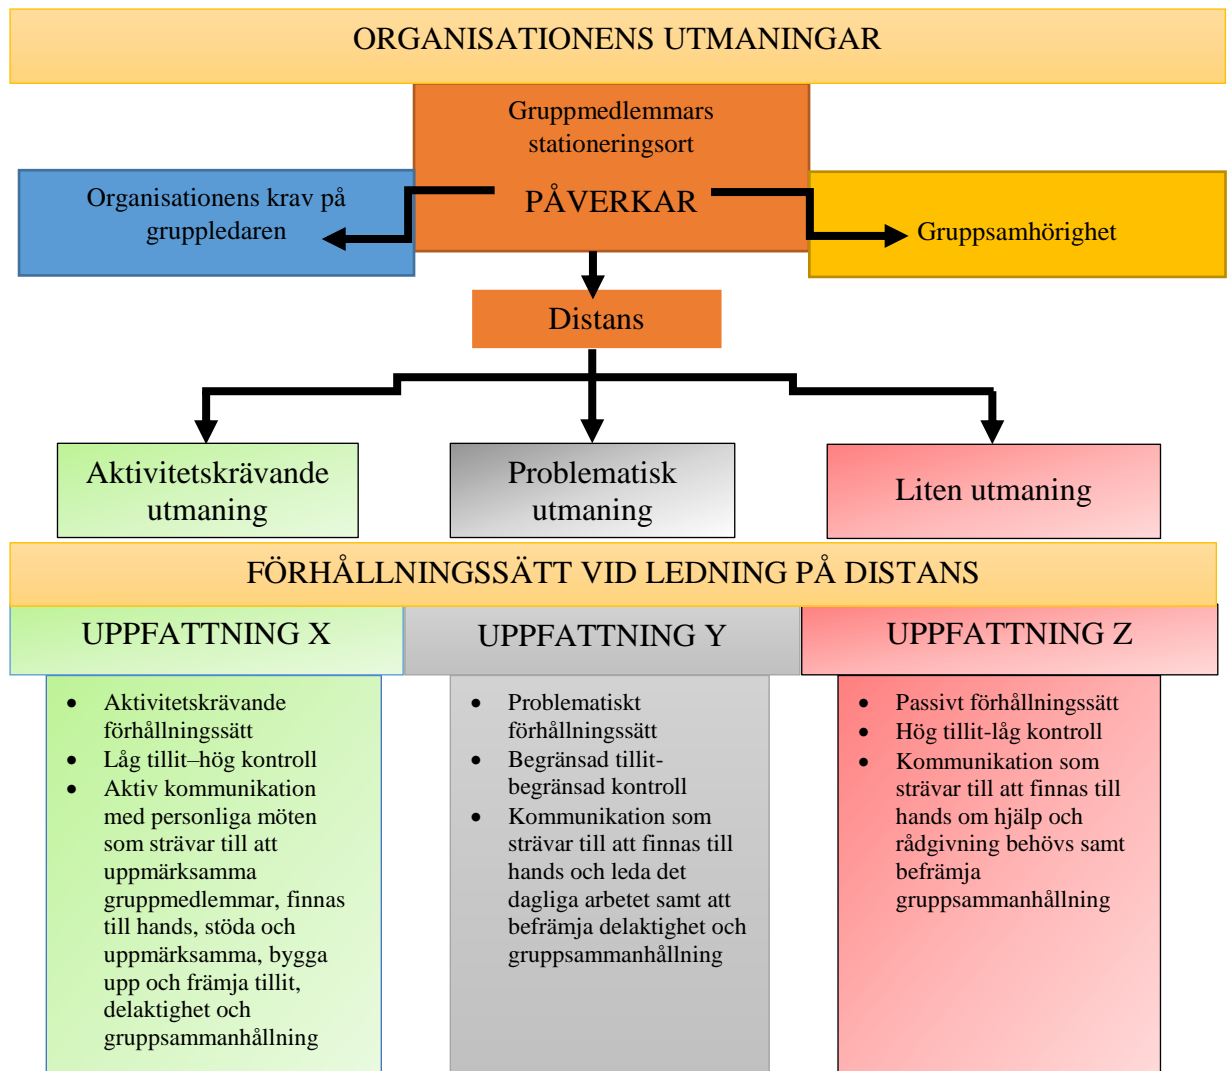 ORGANISATIONENS UTMANINGAR
Gruppmedlemmars
stationeringsort
PÅVERKAR
Organisationens krav på
gruppledaren
Gruppsamhörighet
Distans
Aktivitetskrävande
utmaning
Problematisk
utmaning
Liten utmaning
FÖRHÅLLNINGSSÄTT VID LEDNING PÅ DISTANS
UPPFATTNING X
UPPFATTNING Y
UPPFATTNING Z
• Aktivitetskrävande
förhållningssätt
• Låg tillit–hög kontroll
• Aktiv kommunikation
med personliga möten
som strävar till att
uppmärksamma
gruppmedlemmar, finnas
till hands, stöda och
uppmärksamma, bygga
upp och främja tillit,
delaktighet och
gruppsammanhållning
• Problematiskt
förhållningssätt
• Begränsad tillit-
begränsad kontroll
• Kommunikation som
strävar till att finnas till
hands och leda det
dagliga arbetet samt att
befrämja delaktighet och
gruppsammanhållning
• Passivt förhållningssätt
• Hög tillit-låg kontroll
• Kommunikation som
strävar till att finnas till
hands om hjälp och
rådgivning behövs samt
befrämja
gruppsammanhållning